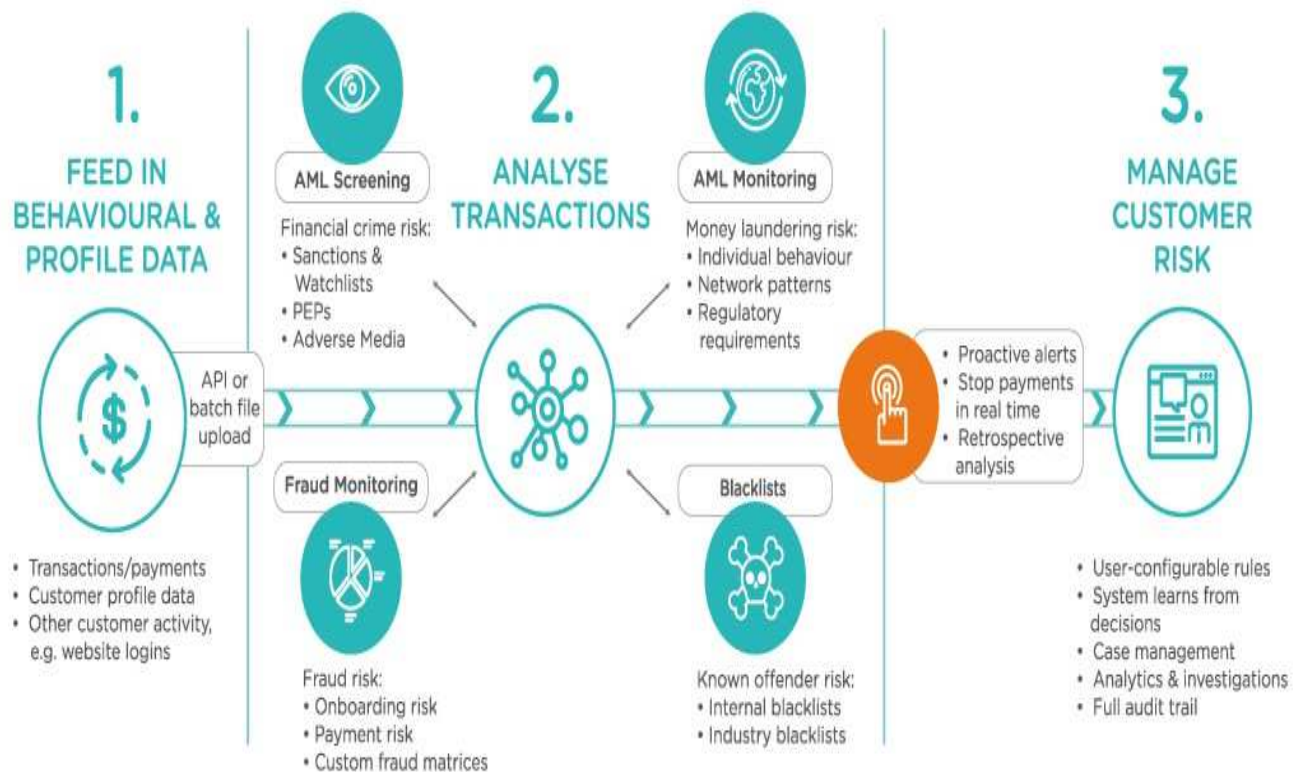 1.
FEED IN
BEHAVIOURAL &
PROFILE DATA
$
API or
batch file
upload
• Transactions/payments
• Customer profile data
• Other customer activity,
e.g. website logins
2.
ANALYSE
TRANSACTIONS
AML Screening
Financial crime risk:
• Sanctions &
Watchlists
• PEPs
• Adverse Media
AML Monitoring
Money laundering risk:
• Individual behaviour
• Network patterns
• Regulatory
requirements
Fraud Monitoring
Fraud risk:
• Onboarding risk
• Payment risk
• Custom fraud matrices
Blacklists
Known offender risk:
• Internal blacklists
• Industry blacklists
• Proactive alerts
• Stop payments
in real time
• Retrospective
analysis
3.
MANAGE
CUSTOMER
RISK
• User-configurable rules
• System learns from
decisions
• Case management
• Analytics & investigations
• Full audit trail